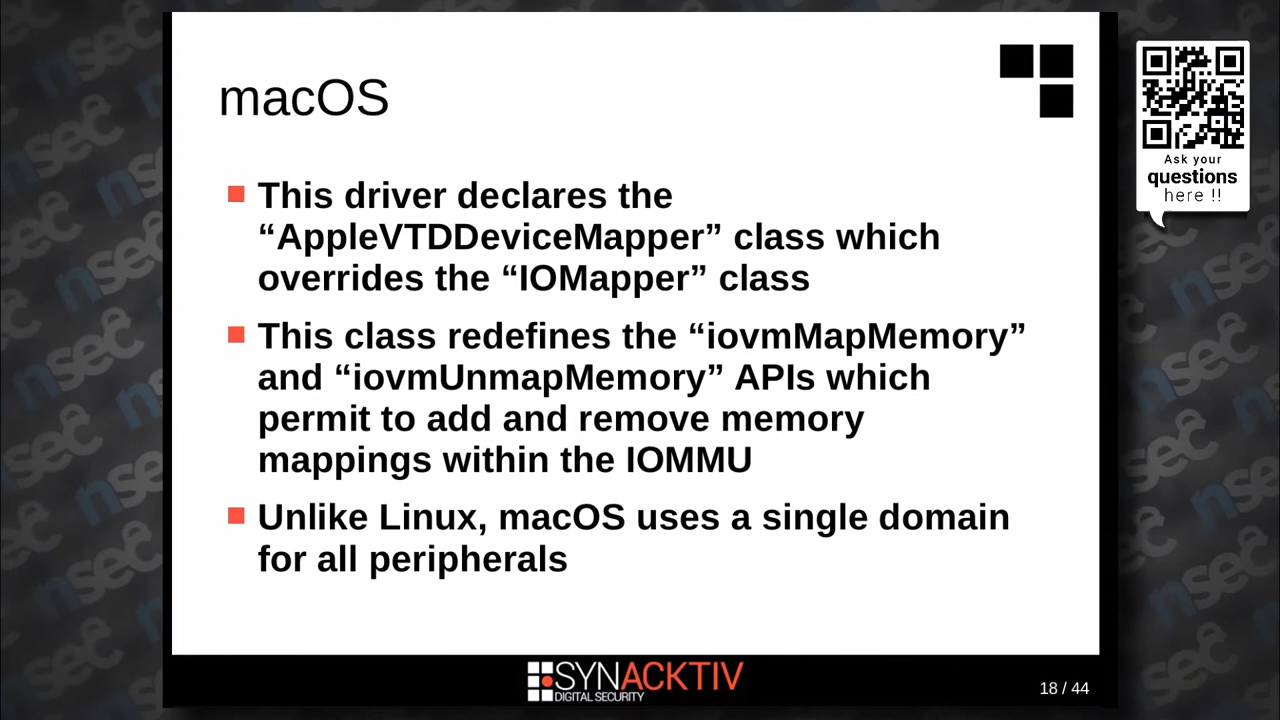 macOS
This driver declares the
“AppleVTDDeviceMapper” class which
overrides the “IOMapper” class
This class redefines the “iovmMapMemory”
and “iovmUnmapMemory” APIs which
permit to add and remove memory
mappings within the IOMMU
Unlike Linux, macOS uses a single domain
for all peripherals
SYNACKTIV
DIGITAL SECURITY
18 / 44
Ask your
questions
here !!
nsec